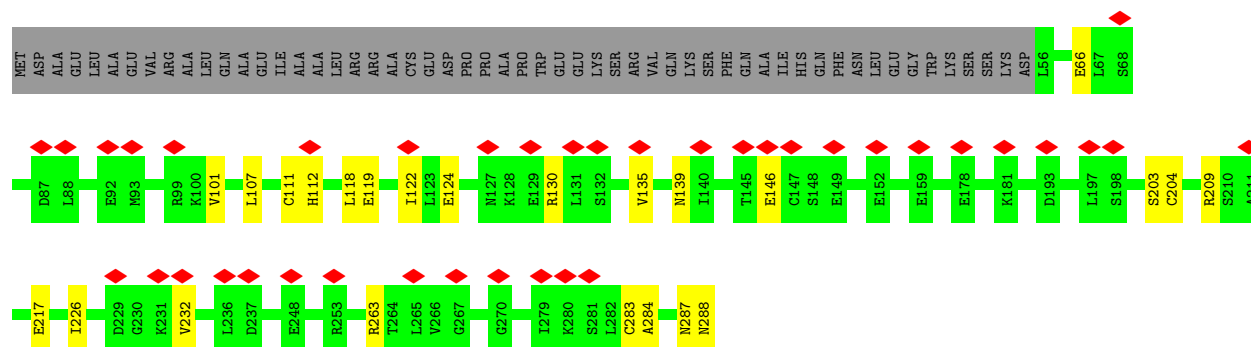 MET ASP ALA GLU LEU ALA GLU VAL ARG ALA LEU GLN ALA GLU ILE ALA ALA LEU ARG ARG ALA CYS GLU ASP PRO PRO ALA PRO TRP GLU GLU LYS SER ARG VAL GLN LYS SER PHE GLN ALA ILE HIS GLN PHE ASN LEU GLU GLY TRP LYS SER SER LYS ASP L56 E66 L67 S68
D87 L88 E92 M93 R99 K100 V101 L107 C111 H112 L118 E119 I122 L123 E124 N127 K128 E129 R130 L131 S132 V135 N139 I140 T145 E146 C147 S148 E149 E152 E159 E178 K181 D193 L197 S198 S203 C204 R209 S210 A211
E217 I226 D229 G230 K231 V232 L236 D237 E248 R253 R263 T264 L265 V266 G267 G270 I279 K280 S281 L282 C283 A284 N287 N288